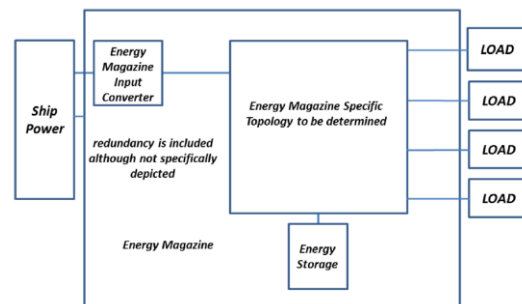 Ship
Power
Energy
Magazine
Input
Converter
redundancy is included
although not specifically
depicted
Energy Magazine
Energy Magazine Specific
Topology to be determined
Energy
Storage
LOAD
LOAD
LOAD
LOAD